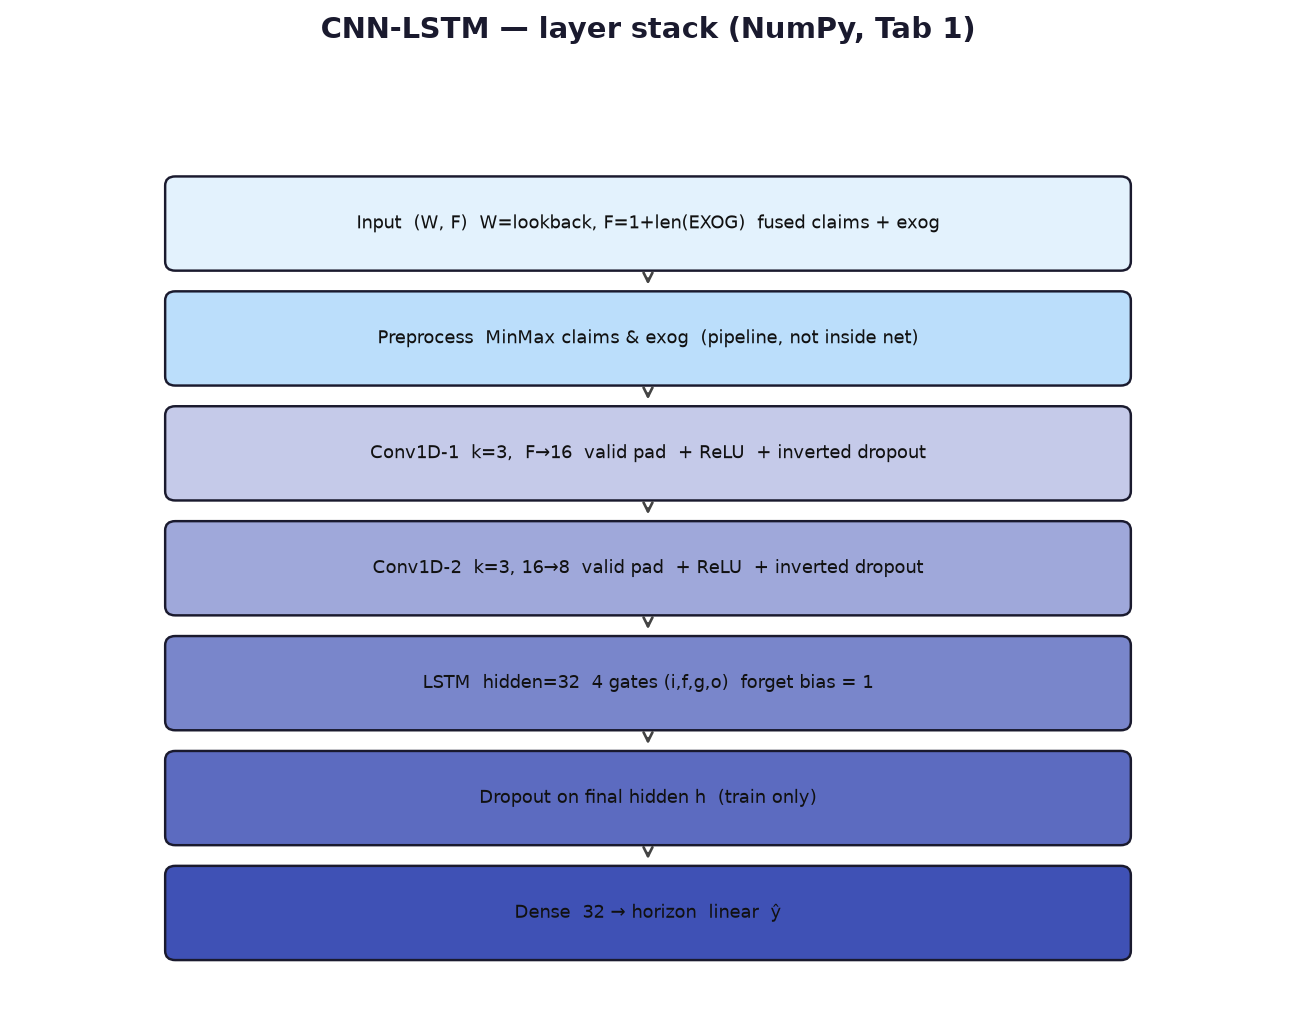 CNN-LSTM — layer stack (NumPy, Tab 1)
Input  (W, F)  W=lookback, F=1+len(EXOG)  fused claims + exog
Preprocess  MinMax claims & exog  (pipeline, not inside net)
Conv1D-1  k=3,  F→16  valid pad  + ReLU  + inverted dropout
Conv1D-2  k=3, 16→8  valid pad  + ReLU  + inverted dropout
LSTM  hidden=32  4 gates (i,f,g,o)  forget bias = 1
Dropout on final hidden h  (train only)
Dense  32 → horizon  linear  ŷ